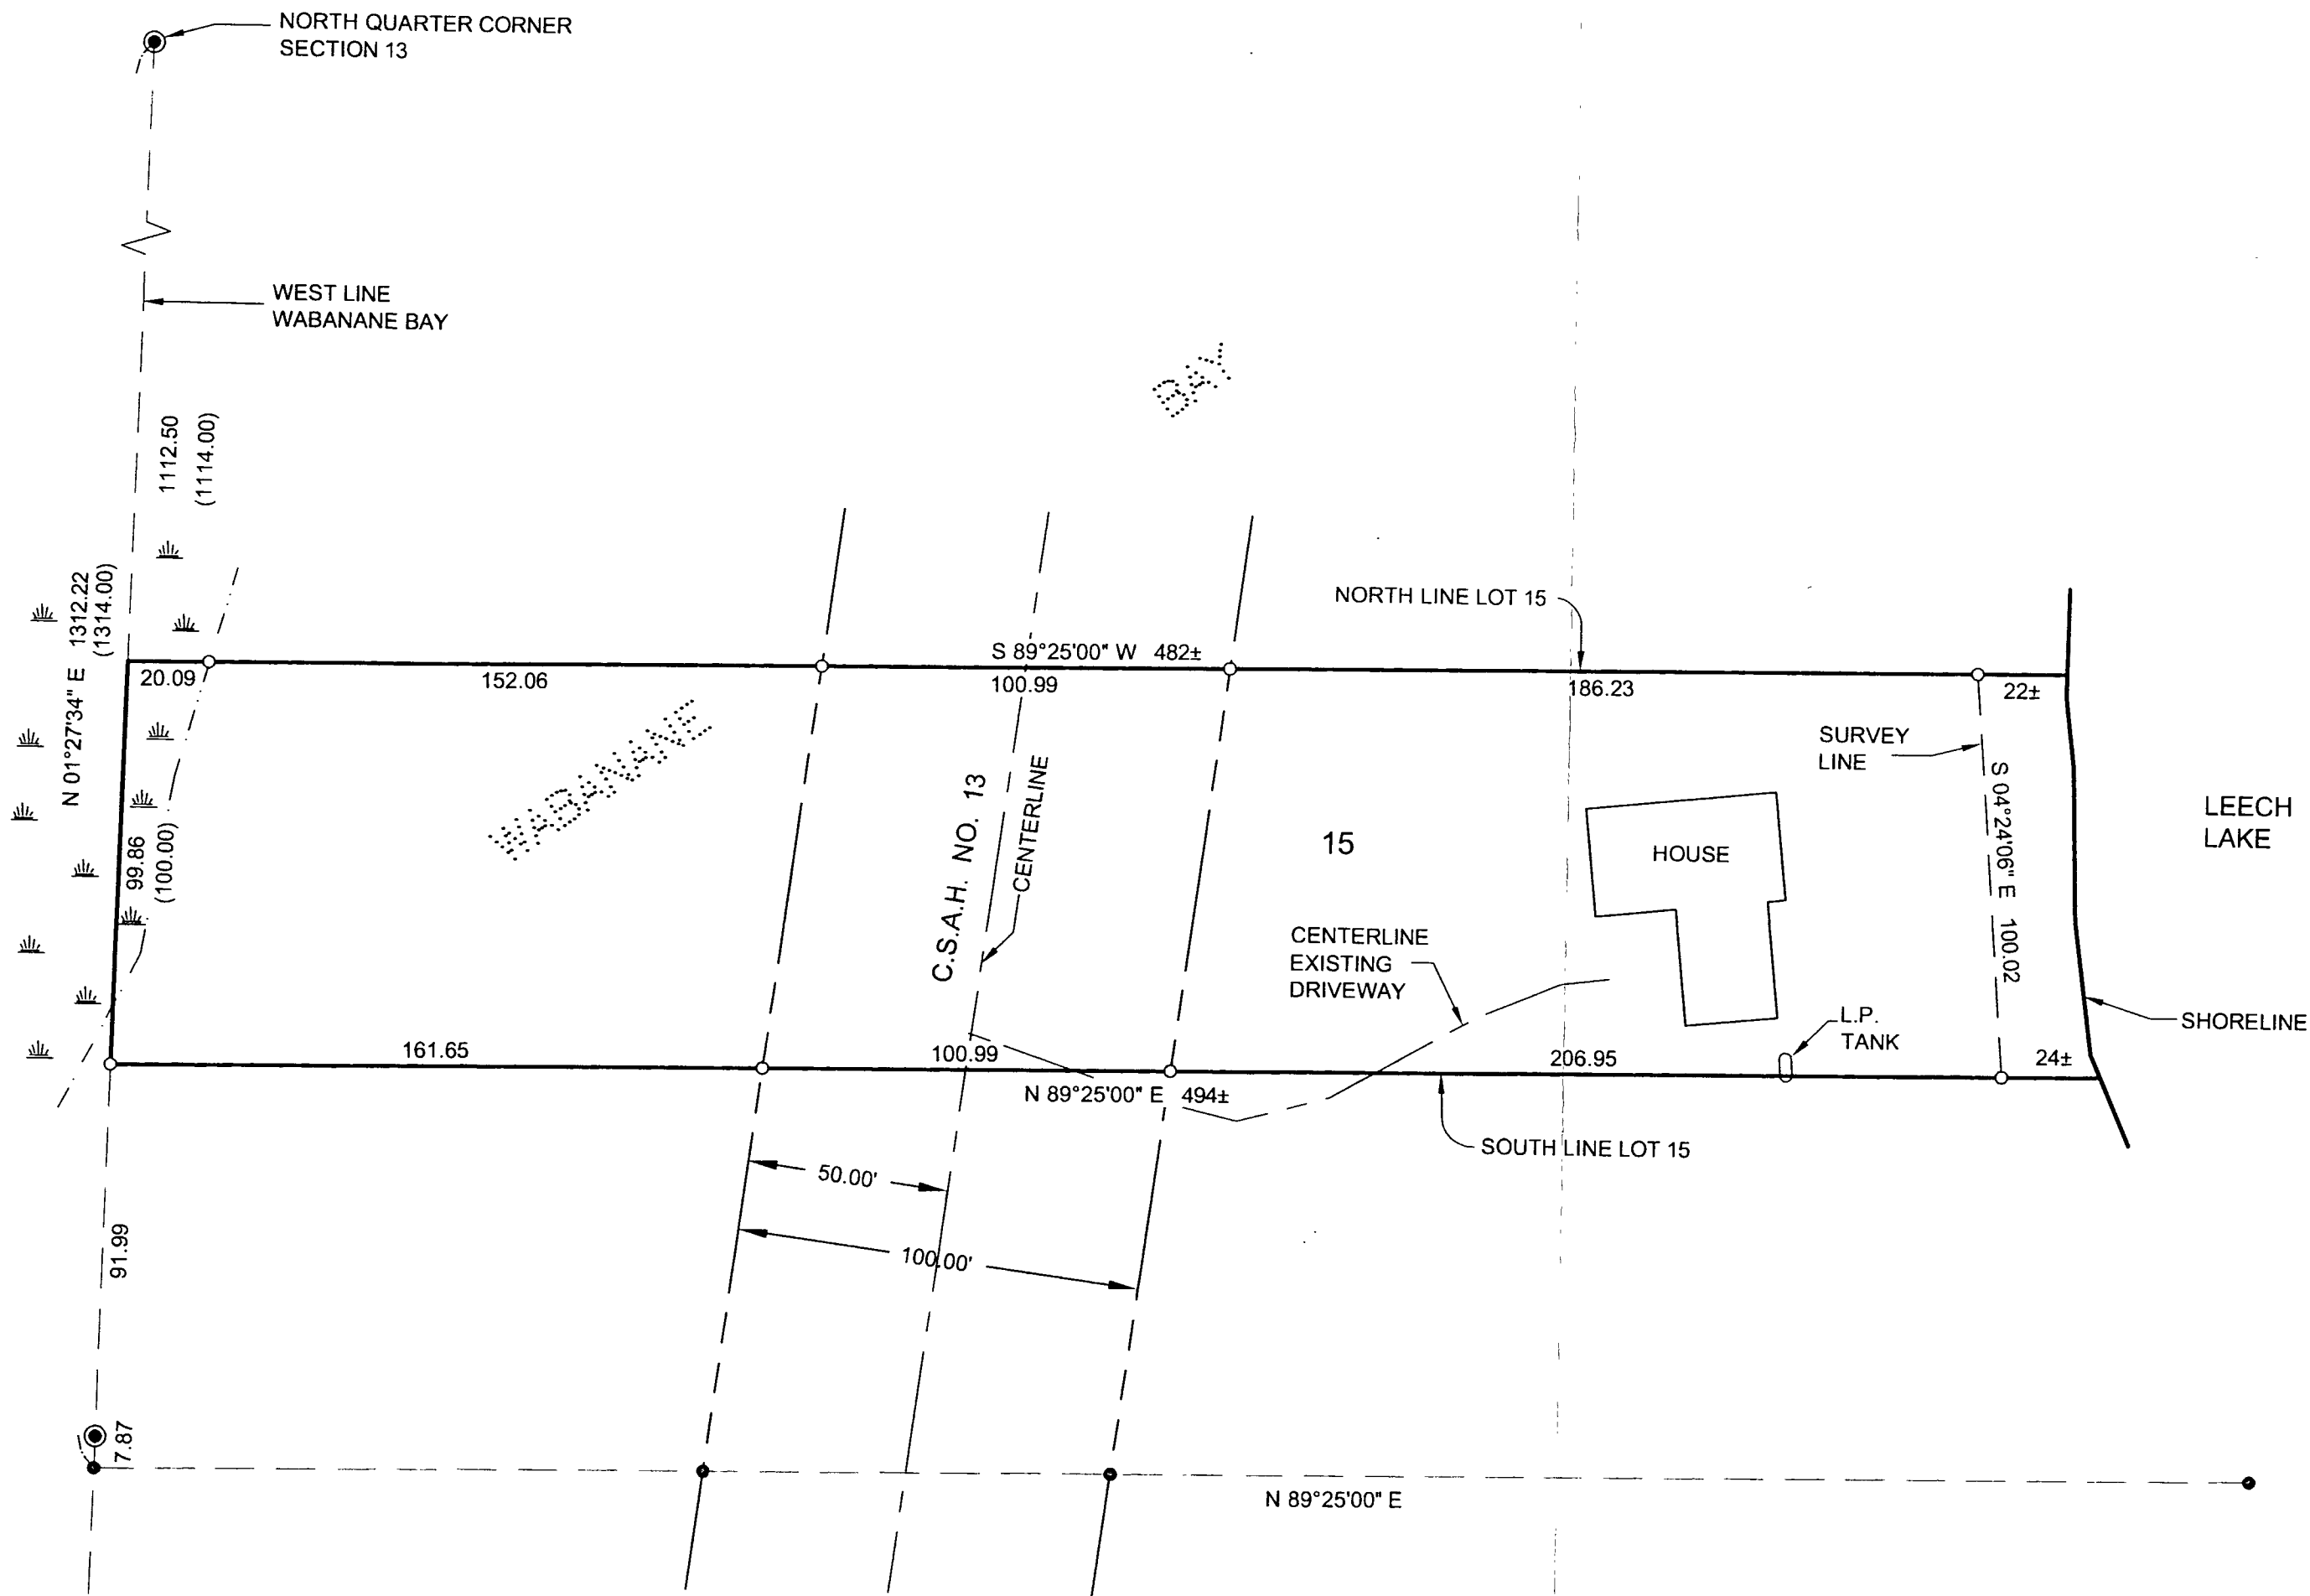 NORTH QUARTER CORNER
SECTION 13
WEST LINE
WABANANE BAY
BAY
1112.50
(1114.00)
N 01°27'34" E 1312.22
(1314.00)
NORTH LINE LOT 15
S 89°25'00" W 482±
20.09
152.06
100.99
186.23
22±
WABANANE
SURVEY
LINE
S 04°24'06" E 100.02
LEECH
LAKE
99.86
(100.00)
C.S.A.H. NO. 13
CENTERLINE
15
HOUSE
CENTERLINE
EXISTING
DRIVEWAY
L.P.
TANK
SHORELINE
161.65
100.99
206.95
24±
N 89°25'00" E 494±
SOUTH LINE LOT 15
50.00'
100.00'
91.99
7.87
N 89°25'00" E